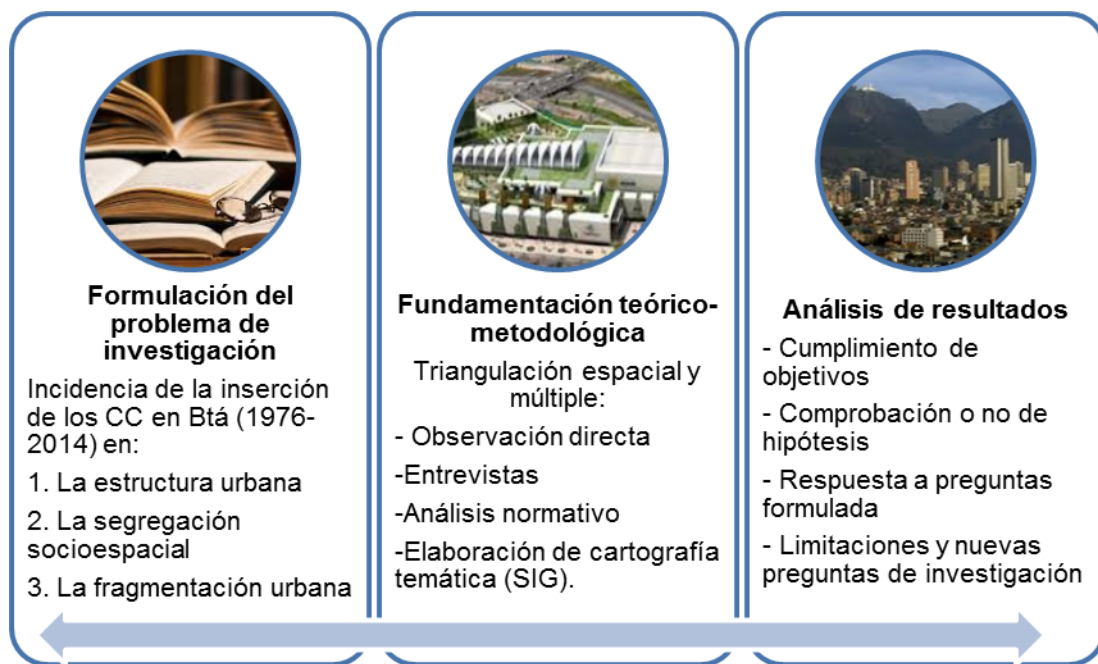 Formulación del
problema de
investigación
Incidencia de la inserción
de los CC en Btá (1976-
2014) en:
1. La estructura urbana
2. La segregación
socioespacial
3. La fragmentación urbana
Fundamentación teórico-
metodológica
Triangulación espacial y
múltiple:
- Observación directa
-Entrevistas
-Análisis normativo
-Elaboración de cartografía
temática (SIG).
Análisis de resultados
- Cumplimiento de
objetivos
- Comprobación o no de
hipótesis
- Respuesta a preguntas
formulada
- Limitaciones y nuevas
preguntas de investigación